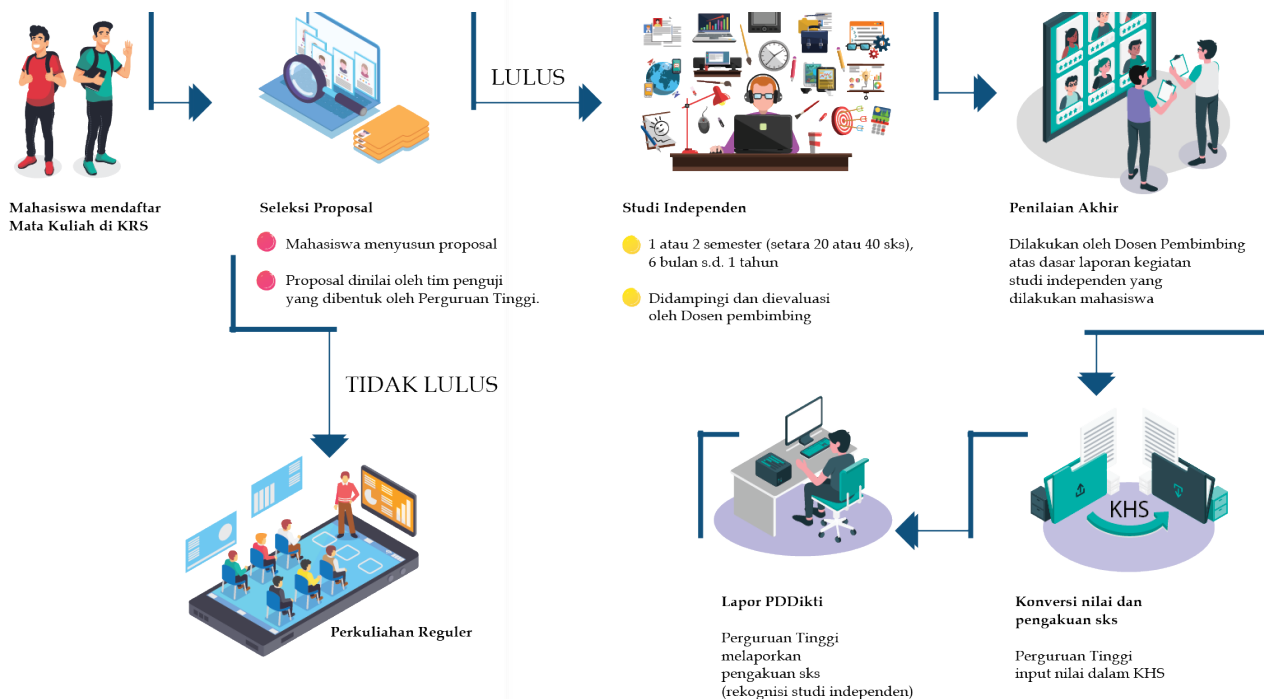 Mahasiswa mendaftar
Mata Kuliah di KRS
Seleksi Proposal
Mahasiswa menyusun proposal
Proposal dinilai oleh tim penguji
yang dibentuk oleh Perguruan Tinggi.
LULUS
Studi Independen
1 atau 2 semester (setara 20 atau 40 sks),
6 bulan s.d. 1 tahun
Didampingi dan dievaluasi
oleh Dosen pembimbing
Penilaian Akhir
Dilakukan oleh Dosen Pembimbing
atas dasar laporan kegiatan
studi independen yang
dilakukan mahasiswa
TIDAK LULUS
Perkuliahan Reguler
KHS
Konversi nilai dan
pengakuan sks
Perguruan Tinggi
input nilai dalam KHS
Lapor PDDikti
Perguruan Tinggi
melaporkan
pengakuan sks
(rekognisi studi independen)